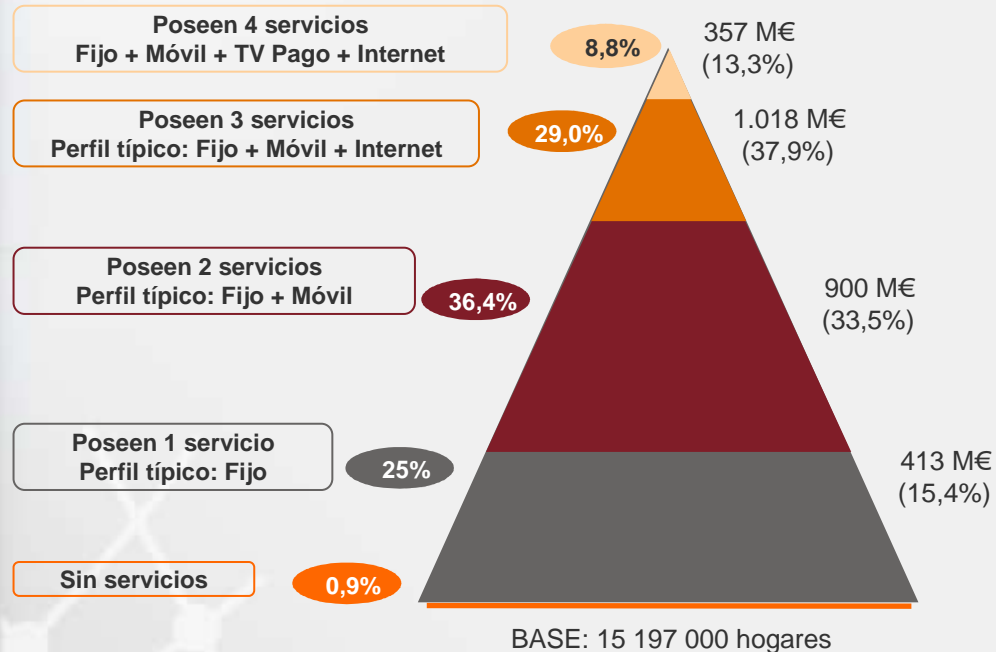 Poseen 4 servicios
Fijo + Móvil + TV Pago + Internet
8,8%
357 M€
(13,3%)
Poseen 3 servicios
Perfil típico: Fijo + Móvil + Internet
29,0%
1.018 M€
(37,9%)
Poseen 2 servicios
Perfil típico: Fijo + Móvil
36,4%
900 M€
(33,5%)
Poseen 1 servicio
Perfil típico: Fijo
25%
413 M€
(15,4%)
Sin servicios
0,9%
BASE: 15 197 000 hogares